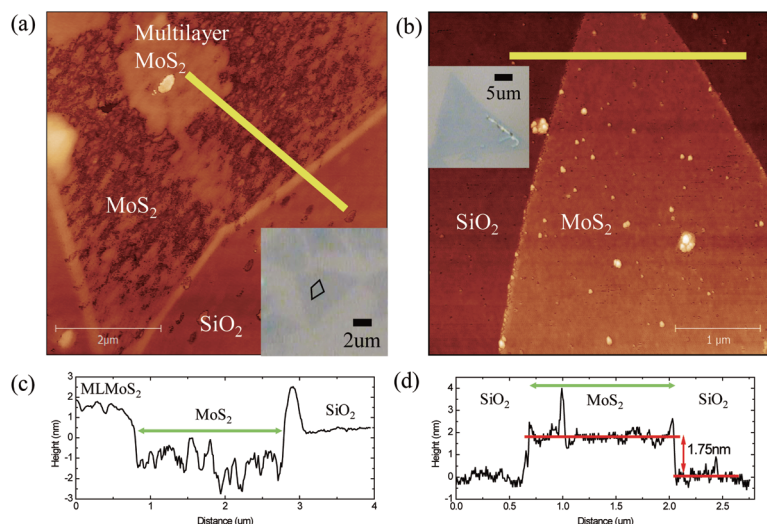 (a)
Multilayer
MoS2
MoS2
SiO2
2μm
2um
(b)
5um
SiO2
MoS2
1 μm
(c)
MLMoS2
MoS2
SiO2
Height (nm)
3
2
1
0
-1
-2
-3
0
1
2
3
4
Distance (um)
(d)
SiO2
MoS2
SiO2
1.75nm
Height (nm)
4
3
2
1
0
0.0
0.5
1.0
1.5
2.0
2.5
Distance (um)